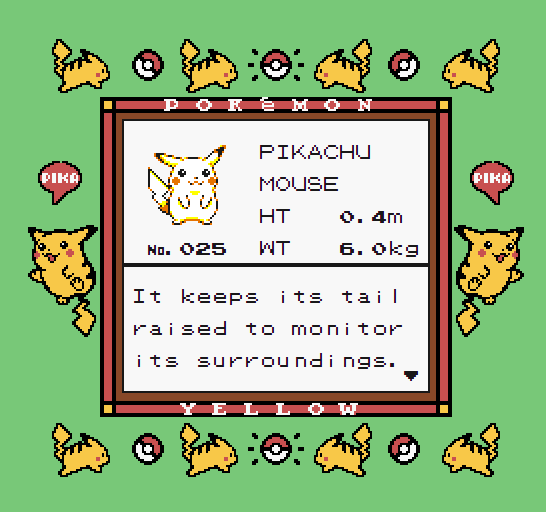 POKéMON
PIKACHU
MOUSE
HT 0.4m
No. 025 WT 6.0kg
PIKA PIKA
It keeps its tail
raised to monitor
its surroundings.
YELLOW